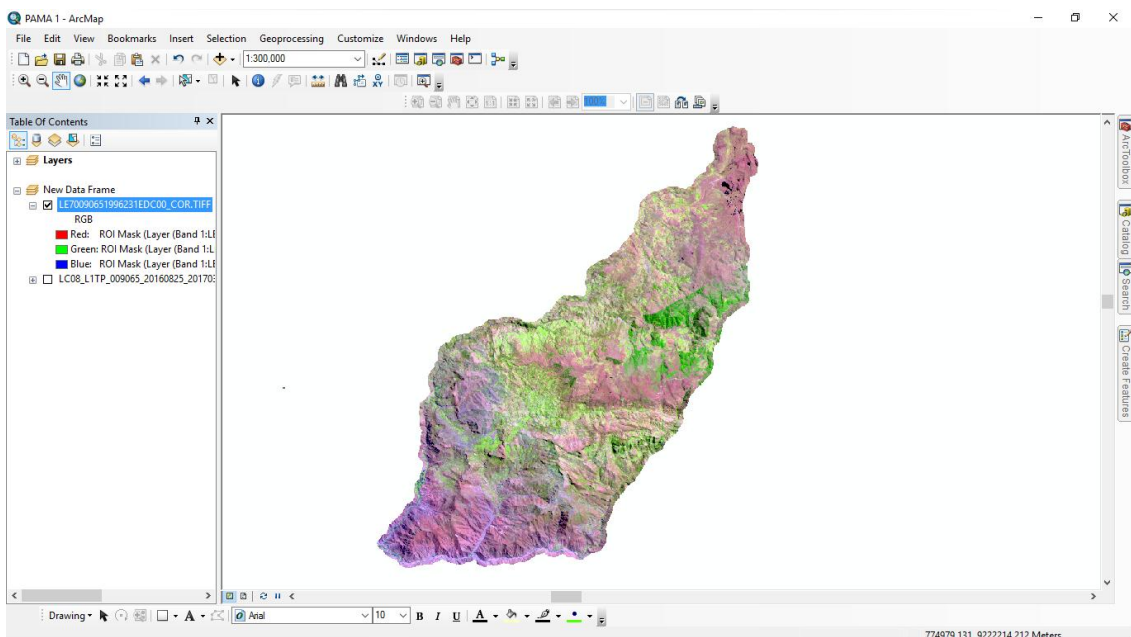 PAMA 1 - ArcMap
File Edit View Bookmarks Insert Selection Geoprocessing Customize Windows Help
1:300,000
100%
Table Of Contents
Layers
New Data Frame
LE70090651996231EDC00_COR.TIFF
RGB
Red: ROI Mask (Layer (Band 1:LE
Green: ROI Mask (Layer (Band 1:L
Blue: ROI Mask (Layer (Band 1:LE
LC08_L1TP_009065_20160825_20170
ArcToolbox
Catalog
Search
Create Features
Drawing
Arial
10
B I U A
774979,131 9222214,212 Meters